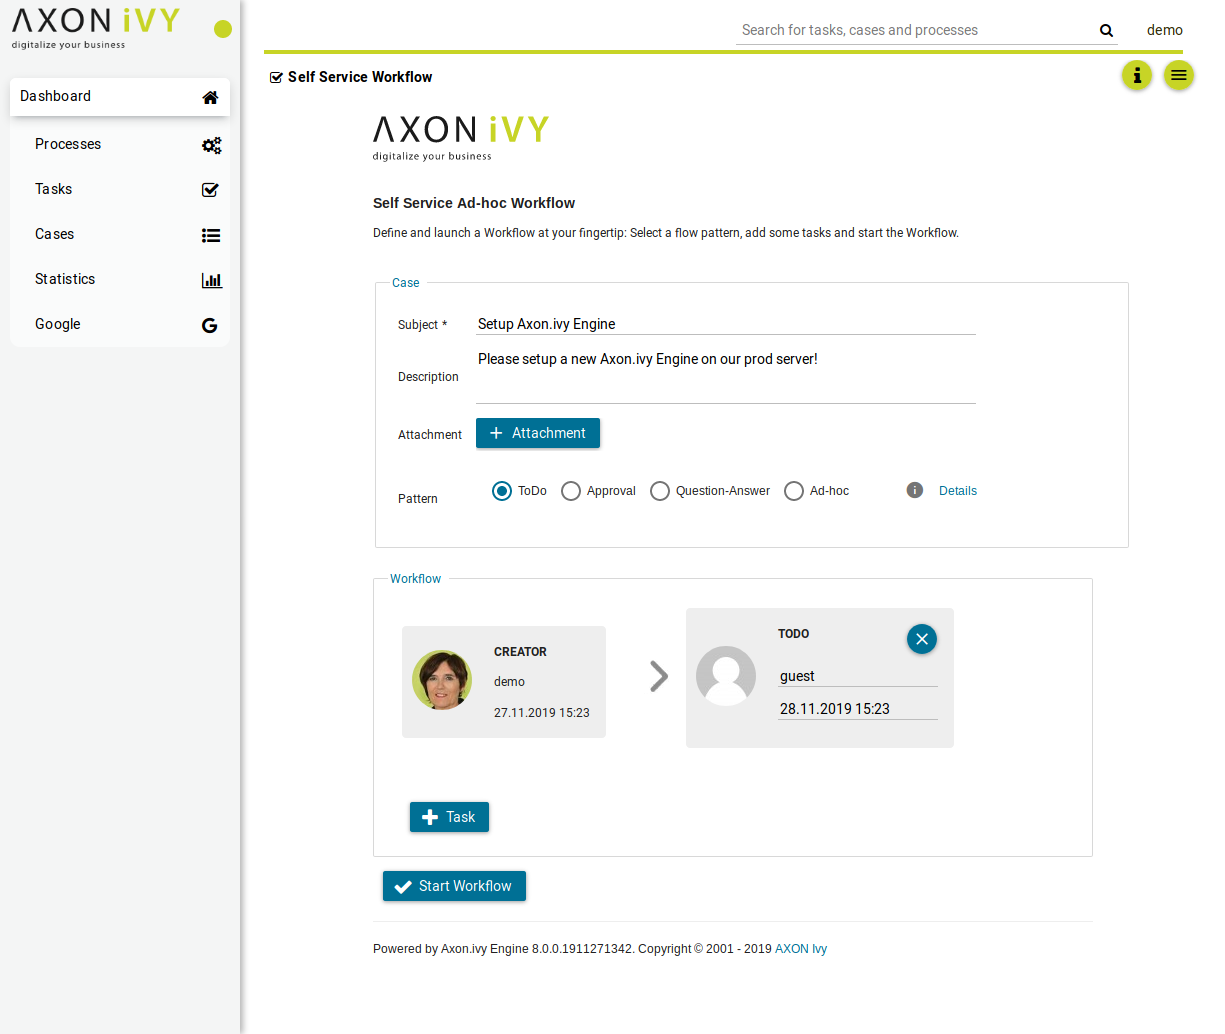 AXON iVY
digitalize your business
Dashboard
Processes
Tasks
Cases
Statistics
Google
Search for tasks, cases and processes
demo
Self Service Workflow
AXON iVY
digitalize your business
Self Service Ad-hoc Workflow
Define and launch a Workflow at your fingertip: Select a flow pattern, add some tasks and start the Workflow.
Case
Subject * Setup Axon.ivy Engine
Description Please setup a new Axon.ivy Engine on our prod server!
Attachment Attachment
Pattern ToDo Approval Question-Answer Ad-hoc Details
Workflow
CREATOR
demo
27.11.2019 15:23
TODO
guest
28.11.2019 15:23
Task
Start Workflow
Powered by Axon.ivy Engine 8.0.0.1911271342. Copyright © 2001 - 2019 AXON Ivy